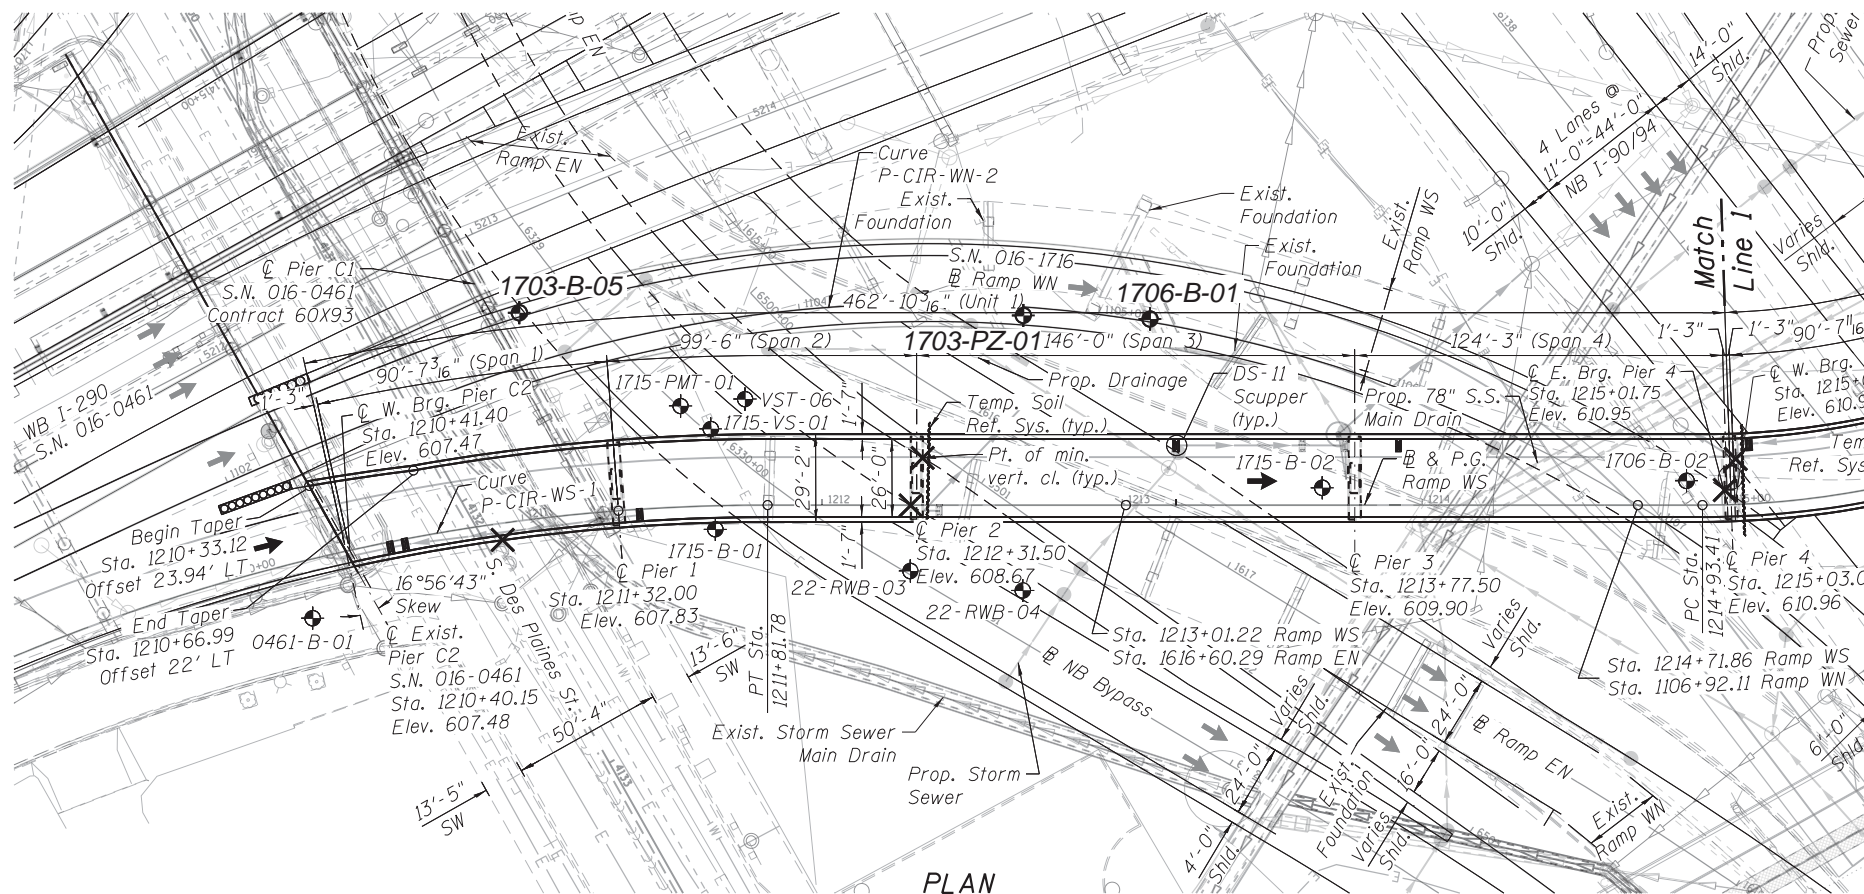 Exist.
Ramp EN
Curve
P-CIR-WN-2
Exist.
Foundation
Exist.
Foundation
Exist.
Foundation
Exist.
Ramp WS
4 Lanes @
11'-0"=44'-0"
NB I-90/94
14'-0"
Shld.
10'-0"
Shld.
Prop.
Sewer
Varies
Shld.
Match
Line 1
℄ Pier C1
S.N. 016-0461
Contract 60X93
1703-B-05
S.N. 016-1716
Ramp WN
462'-10 3/16" (Unit 1)
1706-B-01
1703-PZ-01
90'-7 3/16" (Span 1)
99'-6" (Span 2)
146'-0" (Span 3)
124'-3" (Span 4)
1'-3"
1'-3"
1'-3"
WB I-290
S.N. 016-0461
℄ W. Brg. Pier C2
Sta. 1210+41.40
Elev. 607.47
1715-PMT-01
VST-06
1715-VS-01
1'-7"
Prop. Drainage
Temp. Soil
Ret. Sys. (typ.)
Pt. of min.
vert. cl. (typ.)
DS-11
Scupper
(typ.)
Prop. 78" S.S.
Main Drain
℄ E. Brg. Pier 4
Sta. 1215+01.75
Elev. 610.95
℄ W. Brg.
Ret. Sys
29'-2"
26'-0"
1'-7"
1715-B-02
& P.G.
Ramp WS
1706-B-02
Curve
P-CIR-WS-1
Begin Taper
Sta. 1210+33.12
Offset 23.94' LT
End Taper
Sta. 1210+66.99
Offset 22' LT
0461-B-01
16°56'43"
Skew
℄ Exist.
Pier C2
S.N. 016-0461
Sta. 1210+40.15
Elev. 607.48
S. Des Plaines St.
1715-B-01
℄ Pier 1
Sta. 1211+32.00
Elev. 607.83
PT Sta.
1211+81.78
℄ Pier 2
Sta. 1212+31.50
Elev. 608.67
22-RWB-03
22-RWB-04
℄ Pier 3
Sta. 1213+77.50
Elev. 609.90
PC Sta.
1214+93.41
℄ Pier 4
Elev. 610.96
Sta. 1213+01.22 Ramp WS
Sta. 1616+60.29 Ramp EN
Sta. 1214+71.86 Ramp WS
Sta. 1106+92.11 Ramp WN
13'-6"
SW
50'-4"
13'-5"
SW
Exist. Storm Sewer
Main Drain
Prop. Storm
Sewer
NB Bypass
Varies
Shld.
Varies
Shld.
24'-0"
24'-0"
4'-0"
Shld.
6'-0"
Varies
Shld.
Exist.
Foundation
Ramp EN
Exist.
Ramp WN
6'-0"
Shld.
PLAN